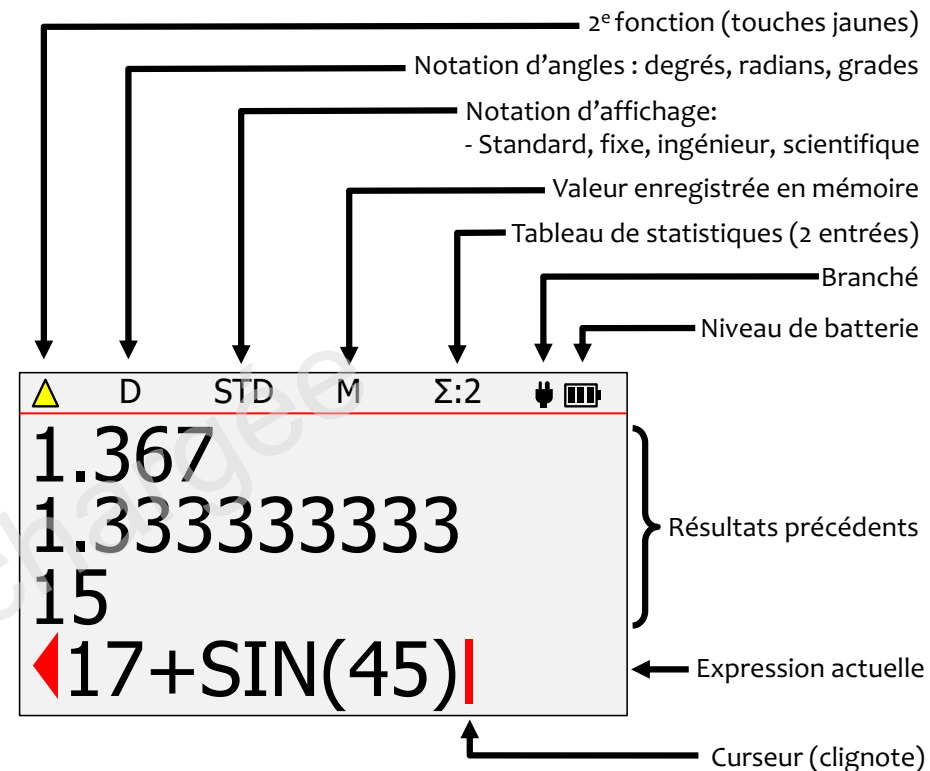 2e fonction (touches jaunes)
Notation d’angles : degrés, radians, grades
Notation d’affichage:
- Standard, fixe, ingénieur, scientifique
Valeur enregistrée en mémoire
Tableau de statistiques (2 entrées)
Branché
Niveau de batterie
D STD M Σ:2
1.367
1.333333333
15
17+SIN(45)
Résultats précédents
Expression actuelle
Curseur (clignote)